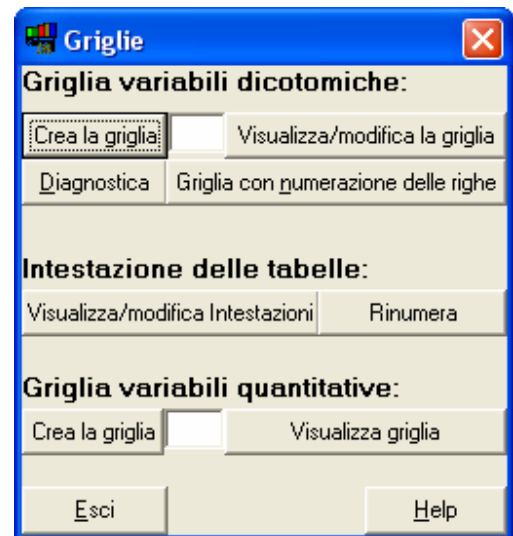 Griglie
Griglia variabili dicotomiche:
Crea la griglia Visualizza/modifica la griglia
Diagnostica Griglia con numerazione delle righe
Intestazione delle tabelle:
Visualizza/modifica Intestazioni Rinumera
Griglia variabili quantitative:
Crea la griglia Visualizza griglia
Esci Help